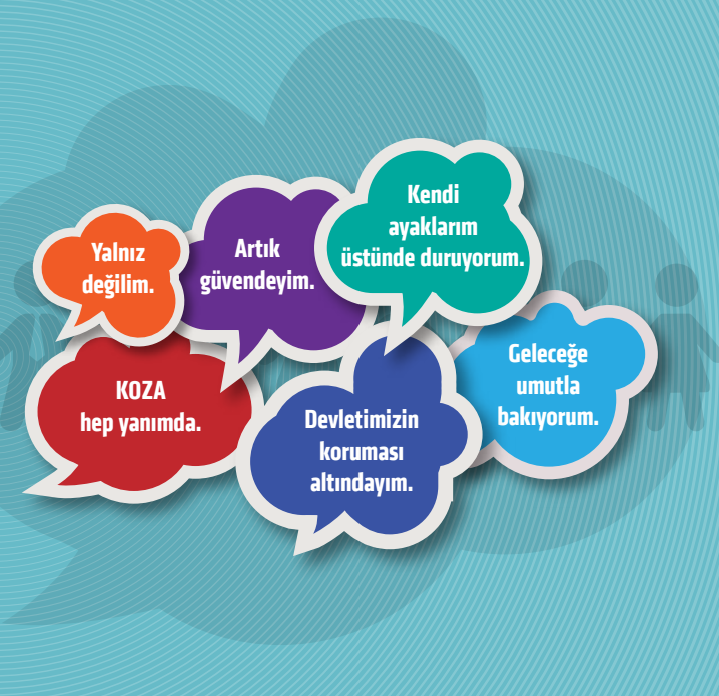 Yalnız
değilim.
Artık
güvendeyim.
Kendi
ayaklarım
üstünde duruyorum.
KOZA
hep yanımda.
Devletimizin
koruması
altındayım.
Geleceğe
umutla
bakıyorum.